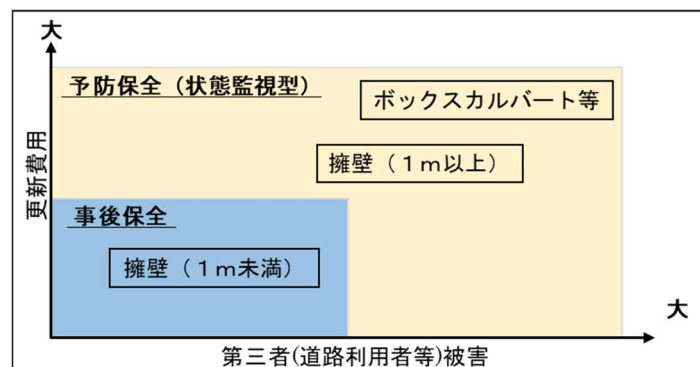 大
予防保全（状態監視型）
ボックスカルバート等
擁壁（１ｍ以上）
更新費用
事後保全
擁壁（１ｍ未満）
大
第三者(道路利用者等)被害